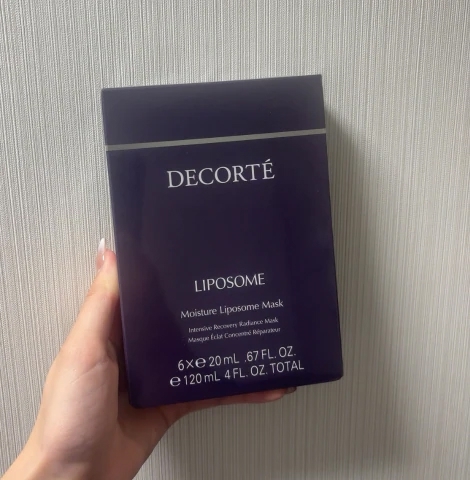 DECORTÉ
LIPOSOME
Moisture Liposome Mask
Intensive Recovery Radiance Mask
Masque Éclat Concentré Réparateur
6×℮20 mL .67 FL. OZ.
℮120 mL 4 FL. OZ. TOTAL